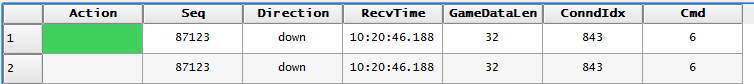 Action Seq Direction RecvTime GameDataLen ConndIdx Cmd
1 87123 down 10:20:46.188 32 843 6
2 87123 down 10:20:46.188 32 843 6